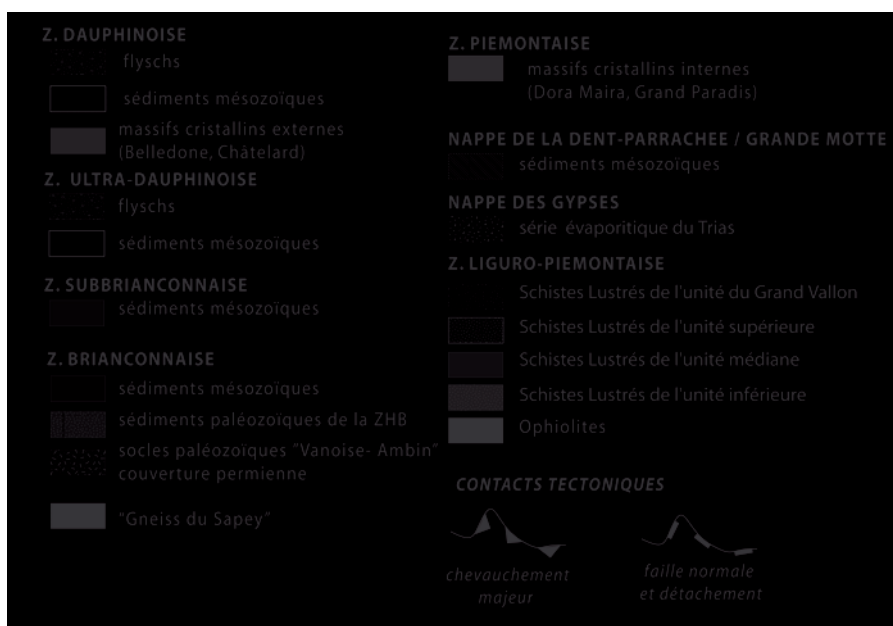 Z. DAUPHINOISE
flyschs
sédiments mésozoïques
massifs cristallins externes
(Belledone, Châtelard)
Z. ULTRA-DAUPHINOISE
flyschs
sédiments mésozoïques
Z. SUBBRIANCONNAISE
sédiments mésozoïques
Z. BRIANCONNAISE
sédiments mésozoïques
sédiments paléozoïques de la ZHB
socles paléozoïques "Vanoise- Ambin"
couverture permienne
"Gneiss du Sapey"
Z. PIEMONTAISE
massifs cristallins internes
(Dora Maira, Grand Paradis)
NAPPE DE LA DENT-PARRACHEE / GRANDE MOTTE
sédiments mésozoïques
NAPPE DES GYPSES
série évaporitique du Trias
Z. LIGURO-PIEMONTAISE
Schistes Lustrés de l'unité du Grand Vallon
Schistes Lustrés de l'unité supérieure
Schistes Lustrés de l'unité médiane
Schistes Lustrés de l'unité inférieure
Ophiolites
CONTACTS TECTONIQUES
chevauchement
majeur
faille normale
et détachement